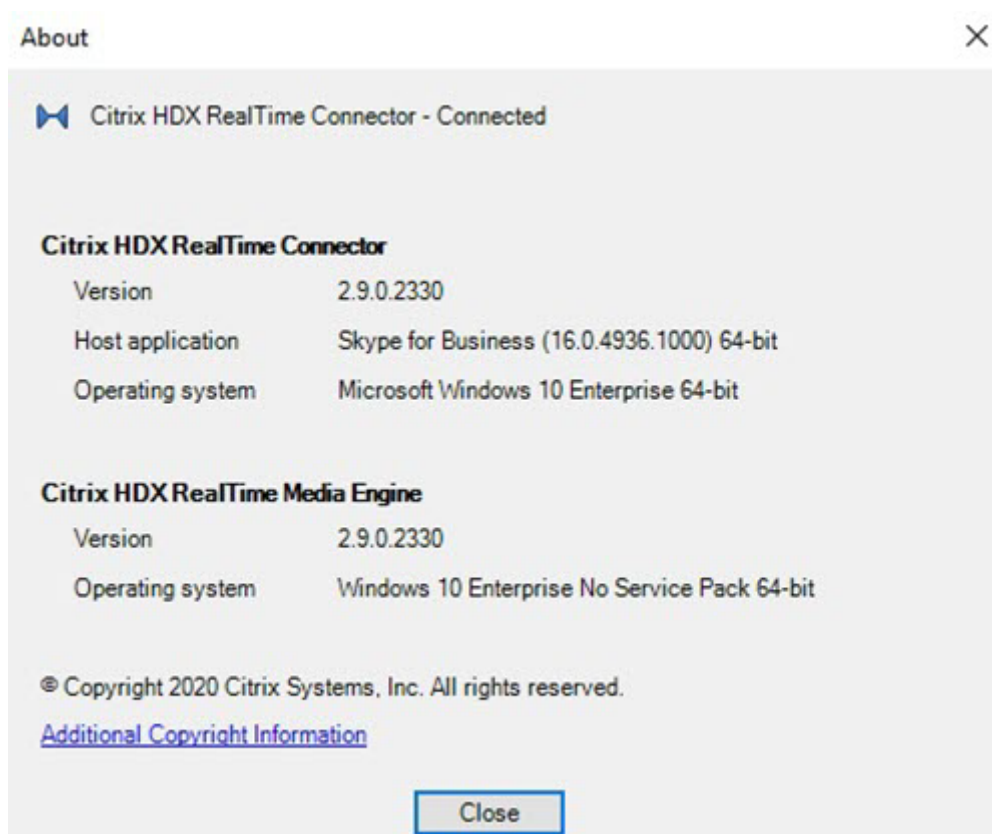 About
Citrix HDX RealTime Connector - Connected
Citrix HDX RealTime Connector
Version 2.9.0.2330
Host application Skype for Business (16.0.4936.1000) 64-bit
Operating system Microsoft Windows 10 Enterprise 64-bit
Citrix HDX RealTime Media Engine
Version 2.9.0.2330
Operating system Windows 10 Enterprise No Service Pack 64-bit
© Copyright 2020 Citrix Systems, Inc. All rights reserved.
Additional Copyright Information
Close